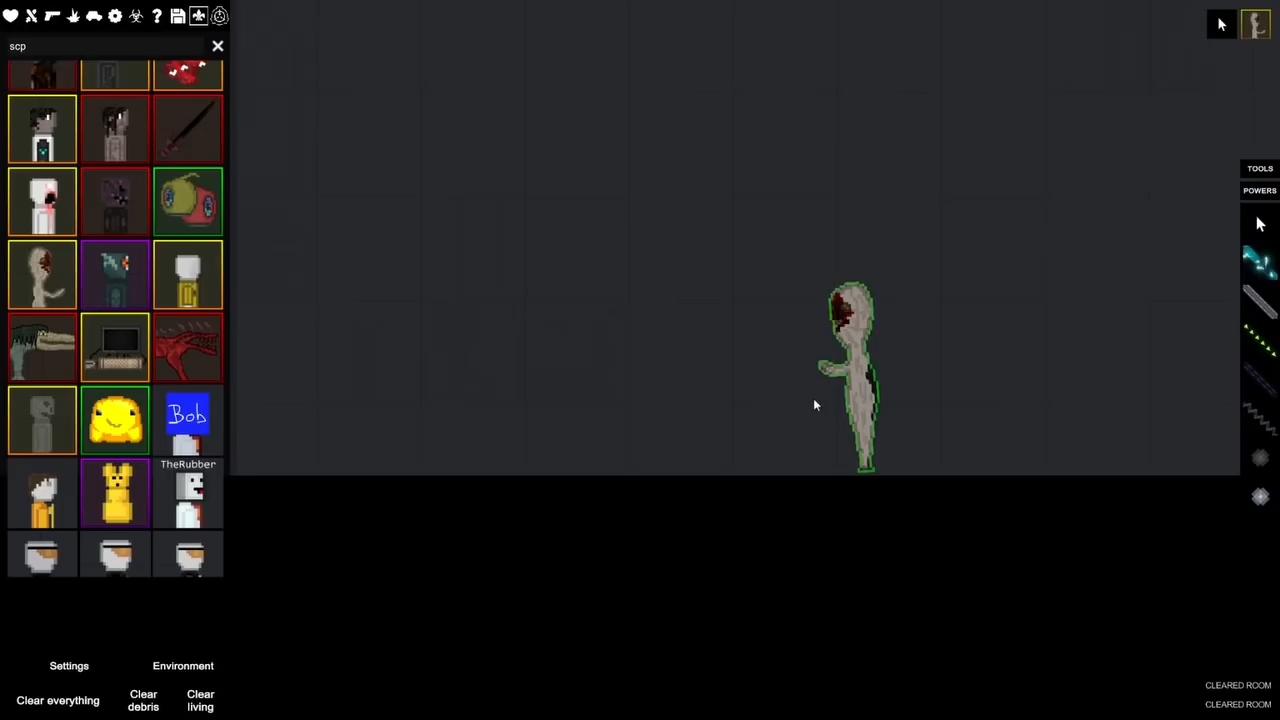 scp
TOOLS
POWERS
Bob
TheRubber
Settings
Environment
Clear everything
Clear
debris
Clear
living
CLEARED ROOM
CLEARED ROOM